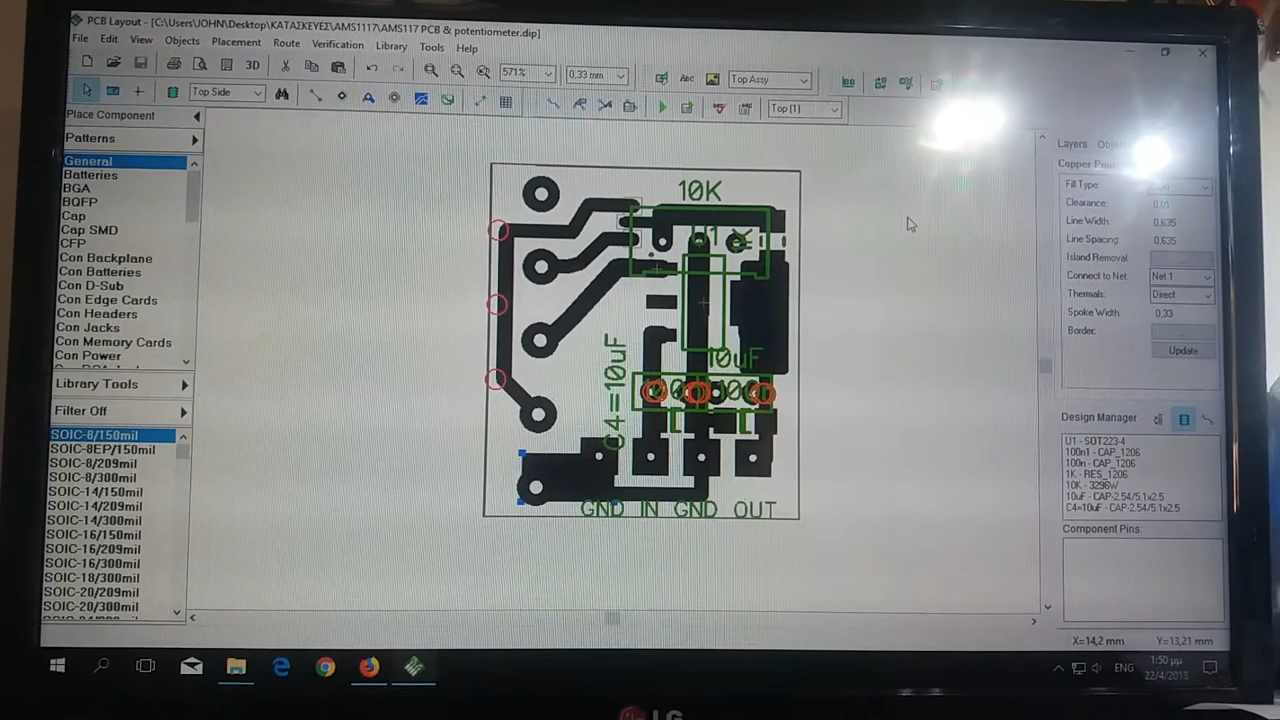 PCB Layout - [C:\Users\JOHN\Desktop\ΚΑΤΑΣΚΕΥΕΣ\AMS1117\AMS117 PCB & potentiometer.dip]
File Edit View Objects Placement Route Verification Library Tools Help
3D 571% 0,33 mm Abc Top Assy
Top Side Top (1)
Place Component
Patterns
General
Batteries
BGA
BQFP
Cap
Cap SMD
CFP
Con Backplane
Con Batteries
Con D-Sub
Con Edge Cards
Con Headers
Con Jacks
Con Memory Cards
Con Power
Library Tools
Filter Off
SOIC-8/150mil
SOIC-8EP/150mil
SOIC-8/209mil
SOIC-8/300mil
SOIC-14/150mil
SOIC-14/209mil
SOIC-14/300mil
SOIC-16/150mil
SOIC-16/209mil
SOIC-16/300mil
SOIC-18/300mil
SOIC-20/209mil
SOIC-20/300mil
10K
U1
10uF
C4=10uF
GND IN GND OUT
Layers
Copper
Fill Type:
Clearance: 0,01
Line Width 0,635
Line Spacing: 0,635
Island Removal:
Connect to Net: Net 1
Thermals: Direct
Spoke Width 0,33
Border:
Update
Design Manager
U1 - SOT223-4
100n1 - CAP_1206
100n - CAP_1206
1K - RES_1206
10K - 3296W
10uF - CAP-2.54/5.1x2.5
C4=10uF - CAP-2.54/5.1x2.5
Component Pins:
X=14,2 mm Y=13,21 mm
ENG
1:50 μμ
22/4/2018
LG